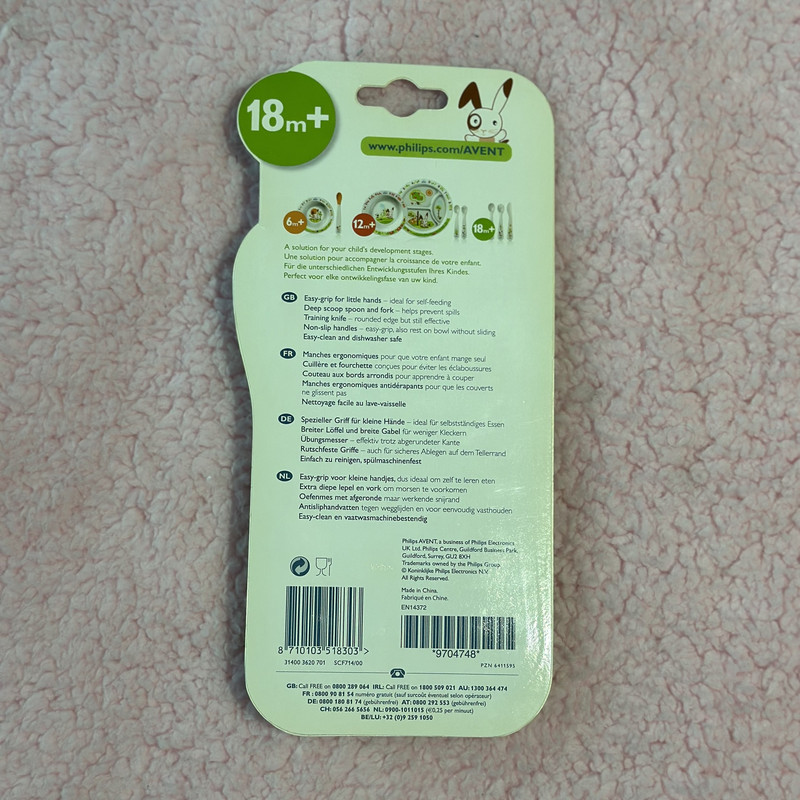 18m+
www.philips.com/AVENT
6m+
12m+
18m+
A solution for your child's development stages.
Une solution pour accompagner la croissance de votre enfant.
Für die unterschiedlichen Entwicklungsstufen Ihres Kindes.
Perfect voor elke ontwikkelingsfase van uw kind.
GB Easy-grip for little hands – ideal for self-feeding
Deep scoop spoon and fork – helps prevent spills
Training knife – rounded edge but still effective
Non-slip handles – easy-grip, also rest on bowl without sliding
Easy-clean and dishwasher safe
FR Manches ergonomiques pour que votre enfant mange seul
Cuillère et fourchette conçues pour éviter les éclaboussures
Couteau aux bords arrondis pour apprendre à couper
Manches ergonomiques antidérapants pour que les couverts
ne glissent pas
Nettoyage facile au lave-vaisselle
DE Spezieller Griff für kleine Hände – ideal für selbstständiges Essen
Breiter Löffel und breite Gabel für weniger Kleckern
Übungsmesser – effektiv trotz abgerundeter Kante
Rutschfeste Griffe – auch für sicheres Ablegen auf dem Tellerrand
Einfach zu reinigen, spülmaschinenfest
NL Easy-grip voor kleine handjes, dus ideaal om zelf te leren eten
Extra diepe lepel en vork om morsen te voorkomen
Oefenmes met afgeronde maar werkende snijrand
Antisliphandvatten tegen wegglijden en voor eenvoudig vasthouden
Easy-clean en vaatwasmachinebestendig
Philips AVENT, a business of Philips Electronics
UK Ltd. Philips Centre, Guildford Business Park,
Guildford, Surrey, GU2 8XH
Trademarks owned by the Philips Group
© Koninklijke Philips Electronics N.V.
All Rights Reserved.
Made in China.
Fabriqué en Chine.
EN14372
8 710103 518303 >
31400 3620 701 SCF714/00
*9704748*
PZN 6411595
GB: Call FREE on 0800 289 064 IRL: Call FREE on 1800 509 021 AU: 1300 364 474
FR : 0800 90 81 54 numéro gratuit (sauf surcoût éventuel selon opérateur)
DE: 0800 180 81 74 (gebührenfrei) AT: 0800 292 553 (gebührenfrei)
CH: 056 266 5656 NL: 0900-1011015 (€0,25 per minuut)
BE/LU: +32 (0)9 259 1050